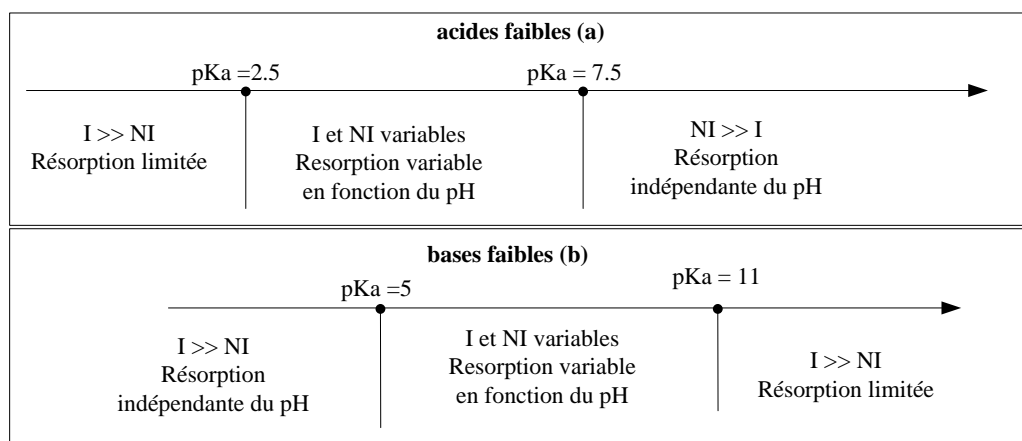 acides faibles (a)
pKa =2.5
pKa = 7.5
I >> NI
Résorption limitée
I et NI variables
Resorption variable
en fonction du pH
NI >> I
Résorption
indépendante du pH
bases faibles (b)
pKa =5
pKa = 11
I >> NI
Résorption
indépendante du pH
I et NI variables
Resorption variable
en fonction du pH
I >> NI
Résorption limitée